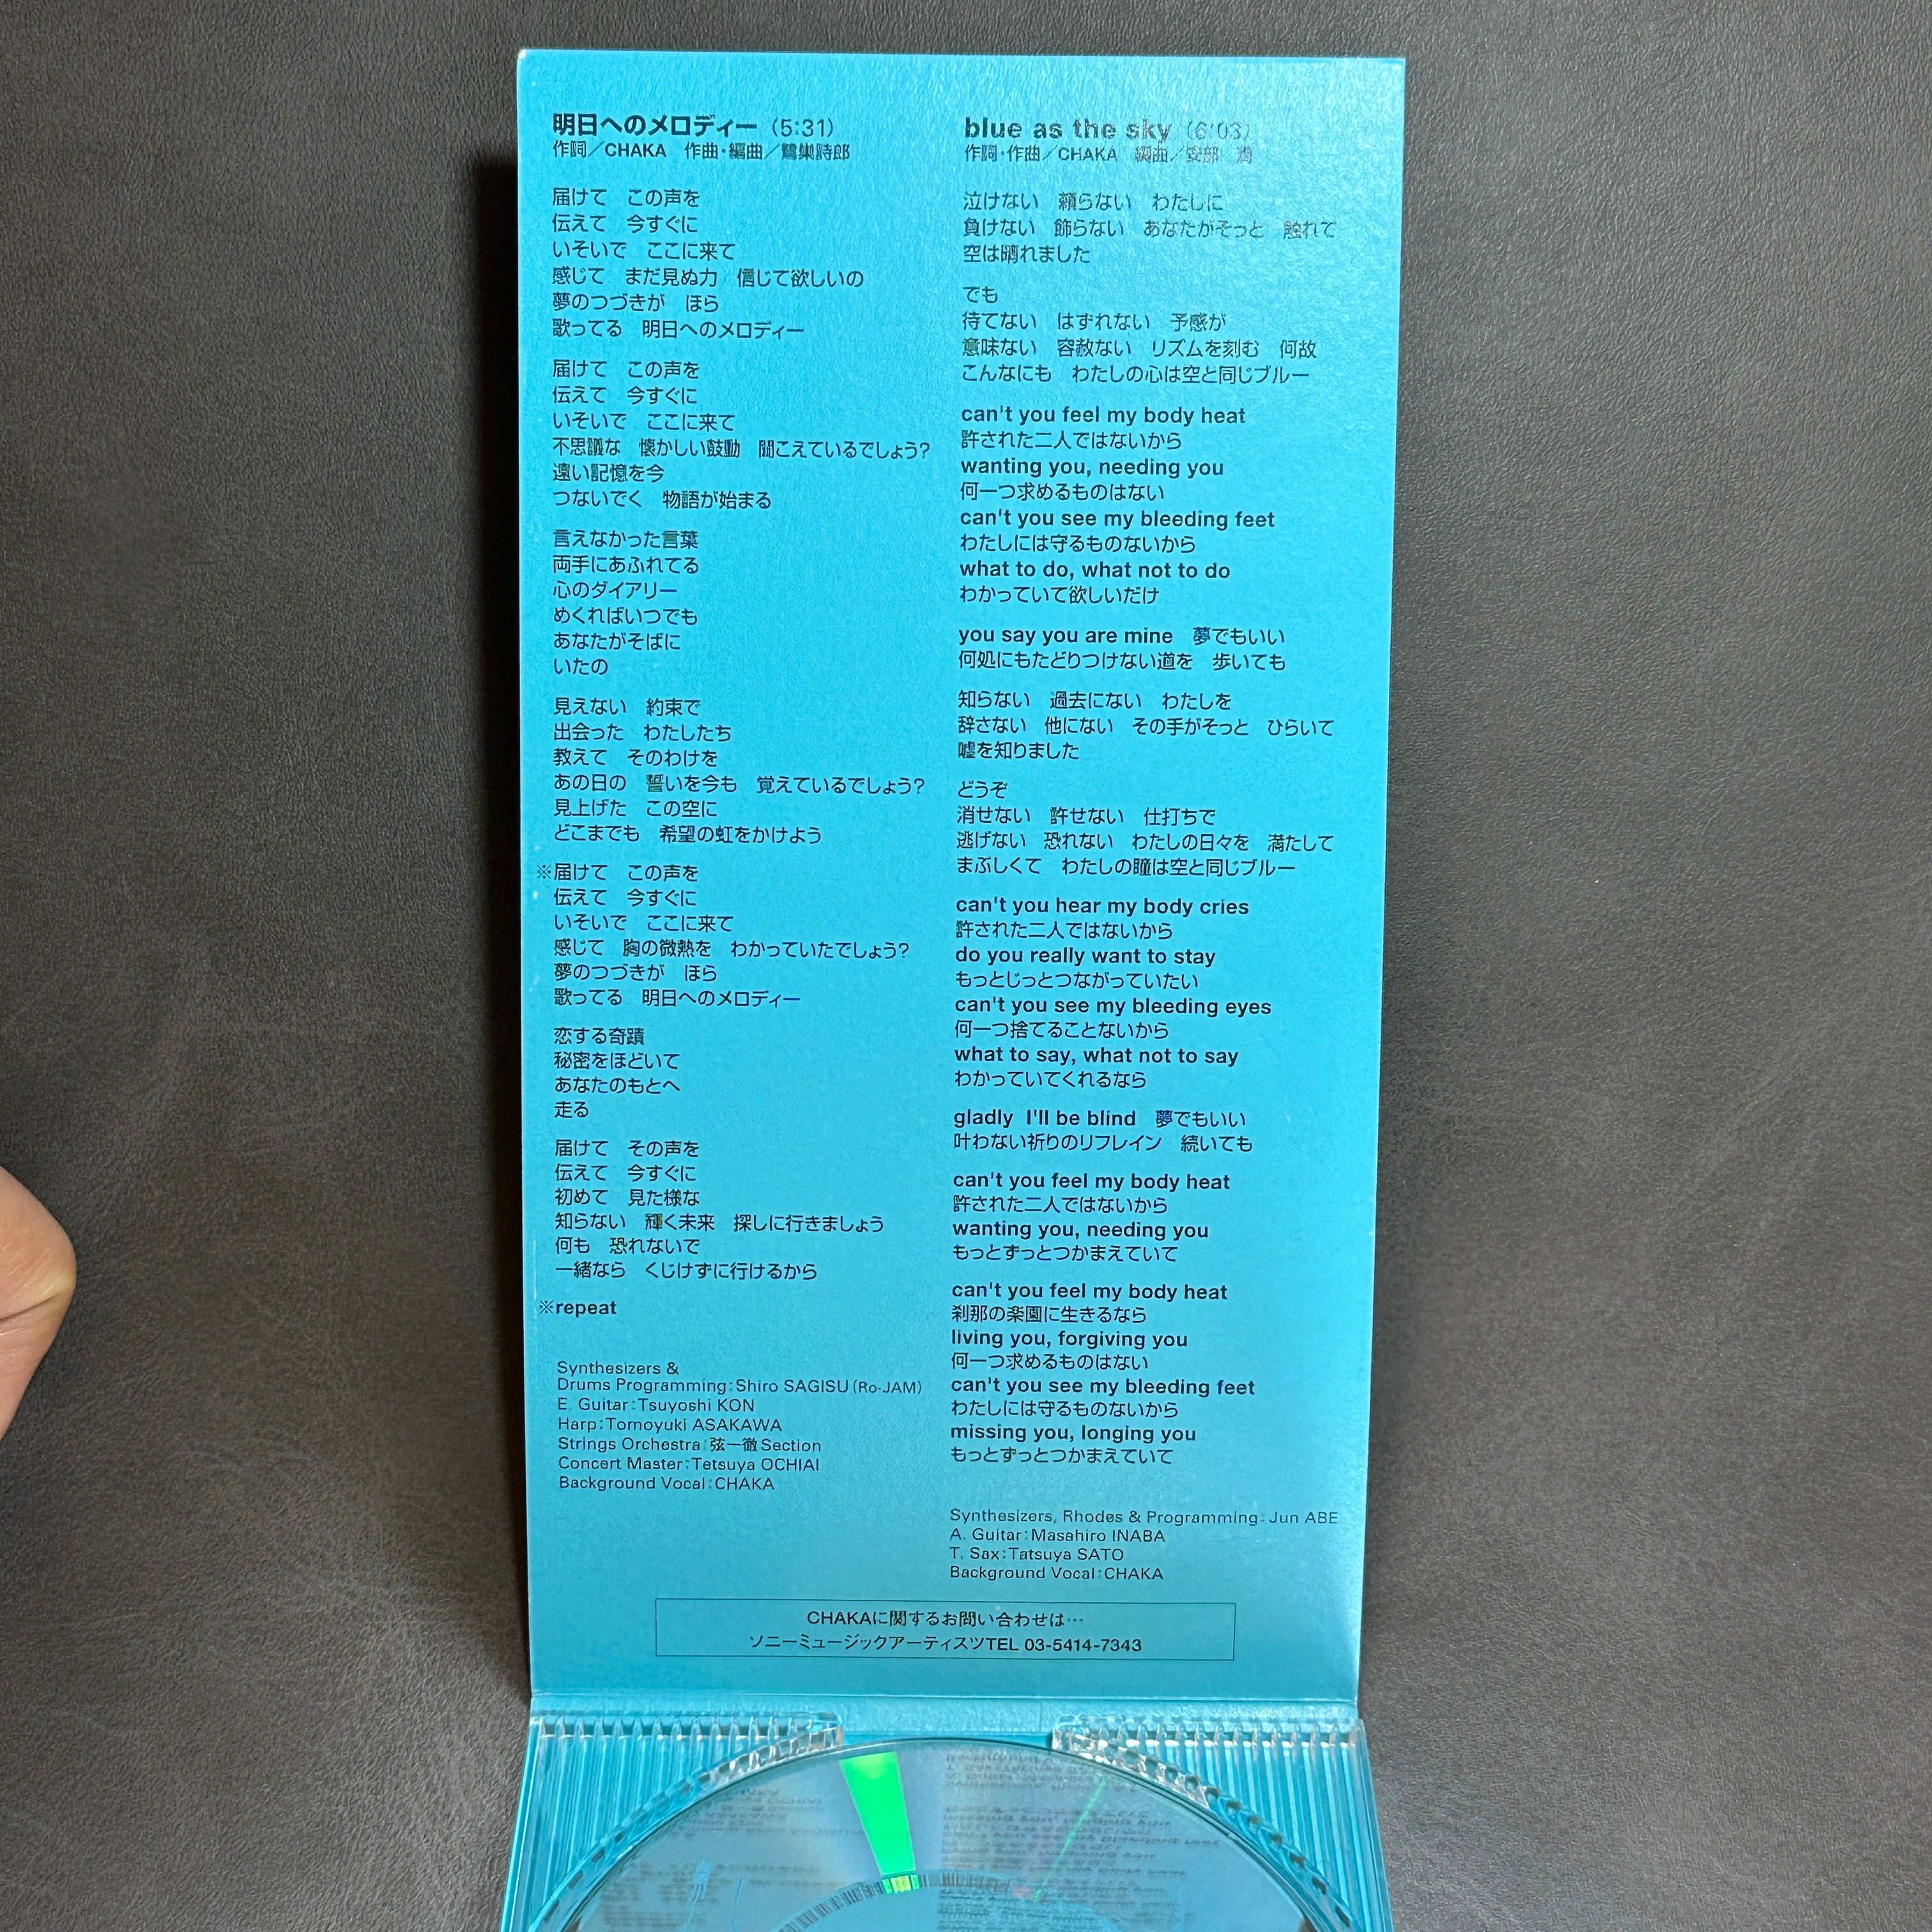 明日へのメロディー (5:31)
作詞/CHAKA 作曲・編曲/鷺巣詩郎
届けて この声を
伝えて 今すぐに
いそいで ここに来て
感じて まだ見ぬ力 信じて欲しいの
夢のつづきが ほら
歌ってる 明日へのメロディー
届けて この声を
伝えて 今すぐに
いそいで ここに来て
不思議な 懐かしい鼓動 聞こえているでしょう?
遠い記憶を今
つないでく 物語が始まる
言えなかった言葉
両手にあふれてる
心のダイアリー
めくればいつでも
あなたがそばに
いたの
見えない 約束で
出会った わたしたち
教えて そのわけを
あの日の 誓いを今も 覚えているでしょう?
見上げた この空に
どこまでも 希望の虹をかけよう
※届けて この声を
伝えて 今すぐに
いそいで ここに来て
感じて 胸の微熱を わかっていたでしょう?
夢のつづきが ほら
歌ってる 明日へのメロディー
恋する奇蹟
秘密をほどいて
あなたのもとへ
走る
届けて その声を
伝えて 今すぐに
初めて 見た様な
知らない 輝く未来 探しに行きましょう
何も 恐れないで
一緒なら くじけずに行けるから
※repeat
Synthesizers &
Drums Programming:Shiro SAGISU(Ro-JAM)
E. Guitar:Tsuyoshi KON
Harp:Tomoyuki ASAKAWA
Strings Orchestra:弦一徹Section
Concert Master:Tetsuya OCHIAI
Background Vocal:CHAKA
blue as the sky (6:03)
作詞・作曲/CHAKA 編曲/安部 潤
泣けない 頼らない わたしに
負けない 飾らない あなたがそっと 触れて
空は晴れました
でも
待てない はずれない 予感が
意味ない 容赦ない リズムを刻む 何故
こんなにも わたしの心は空と同じブルー
can't you feel my body heat
許された二人ではないから
wanting you, needing you
何一つ求めるものはない
can't you see my bleeding feet
わたしには守るものないから
what to do, what not to do
わかっていて欲しいだけ
you say you are mine 夢でもいい
何処にもたどりつけない道を 歩いても
知らない 過去にない わたしを
辞さない 他にない その手がそっと ひらいて
嘘を知りました
どうぞ
消せない 許せない 仕打ちで
逃げない 恐れない わたしの日々を 満たして
まぶしくて わたしの瞳は空と同じブルー
can't you hear my body cries
許された二人ではないから
do you really want to stay
もっとじっとつながっていたい
can't you see my bleeding eyes
何一つ捨てることないから
what to say, what not to say
わかっていてくれるなら
gladly I'll be blind 夢でもいい
叶わない祈りのリフレイン 続いても
can't you feel my body heat
許された二人ではないから
wanting you, needing you
もっとずっとつかまえていて
can't you feel my body heat
刹那の楽園に生きるなら
living you, forgiving you
何一つ求めるものはない
can't you see my bleeding feet
わたしには守るものないから
missing you, longing you
もっとずっとつかまえていて
Synthesizers, Rhodes & Programming:Jun ABE
A. Guitar:Masahiro INABA
T. Sax:Tatsuya SATO
Background Vocal:CHAKA
CHAKAに関するお問い合わせは…
ソニーミュージックアーティスツTEL 03-5414-7343